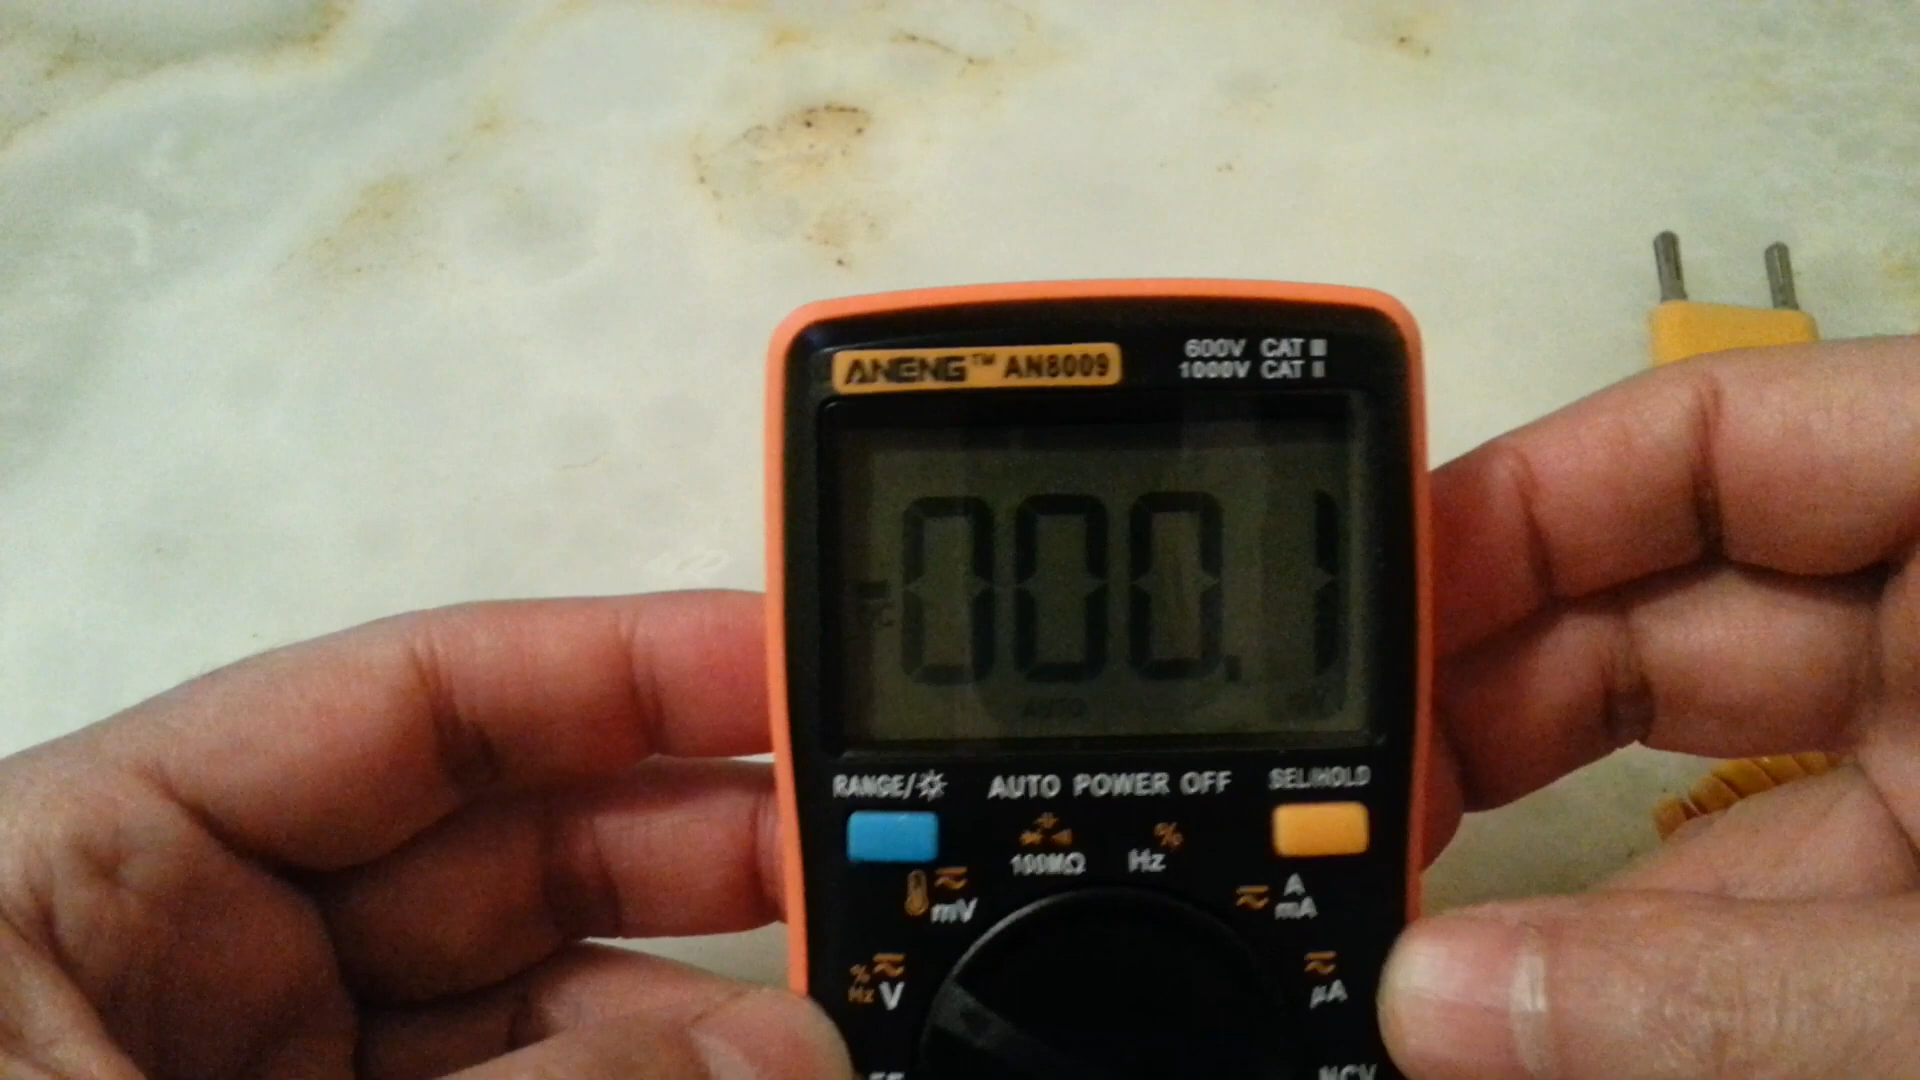 ANENG™ AN8009
600V CAT III
1000V CAT II
000.1
AUTO
RANGE/☼ AUTO POWER OFF SEL/HOLD
100MΩ
Hz %
mV
A
mA
%
Hz V
µA
NCV